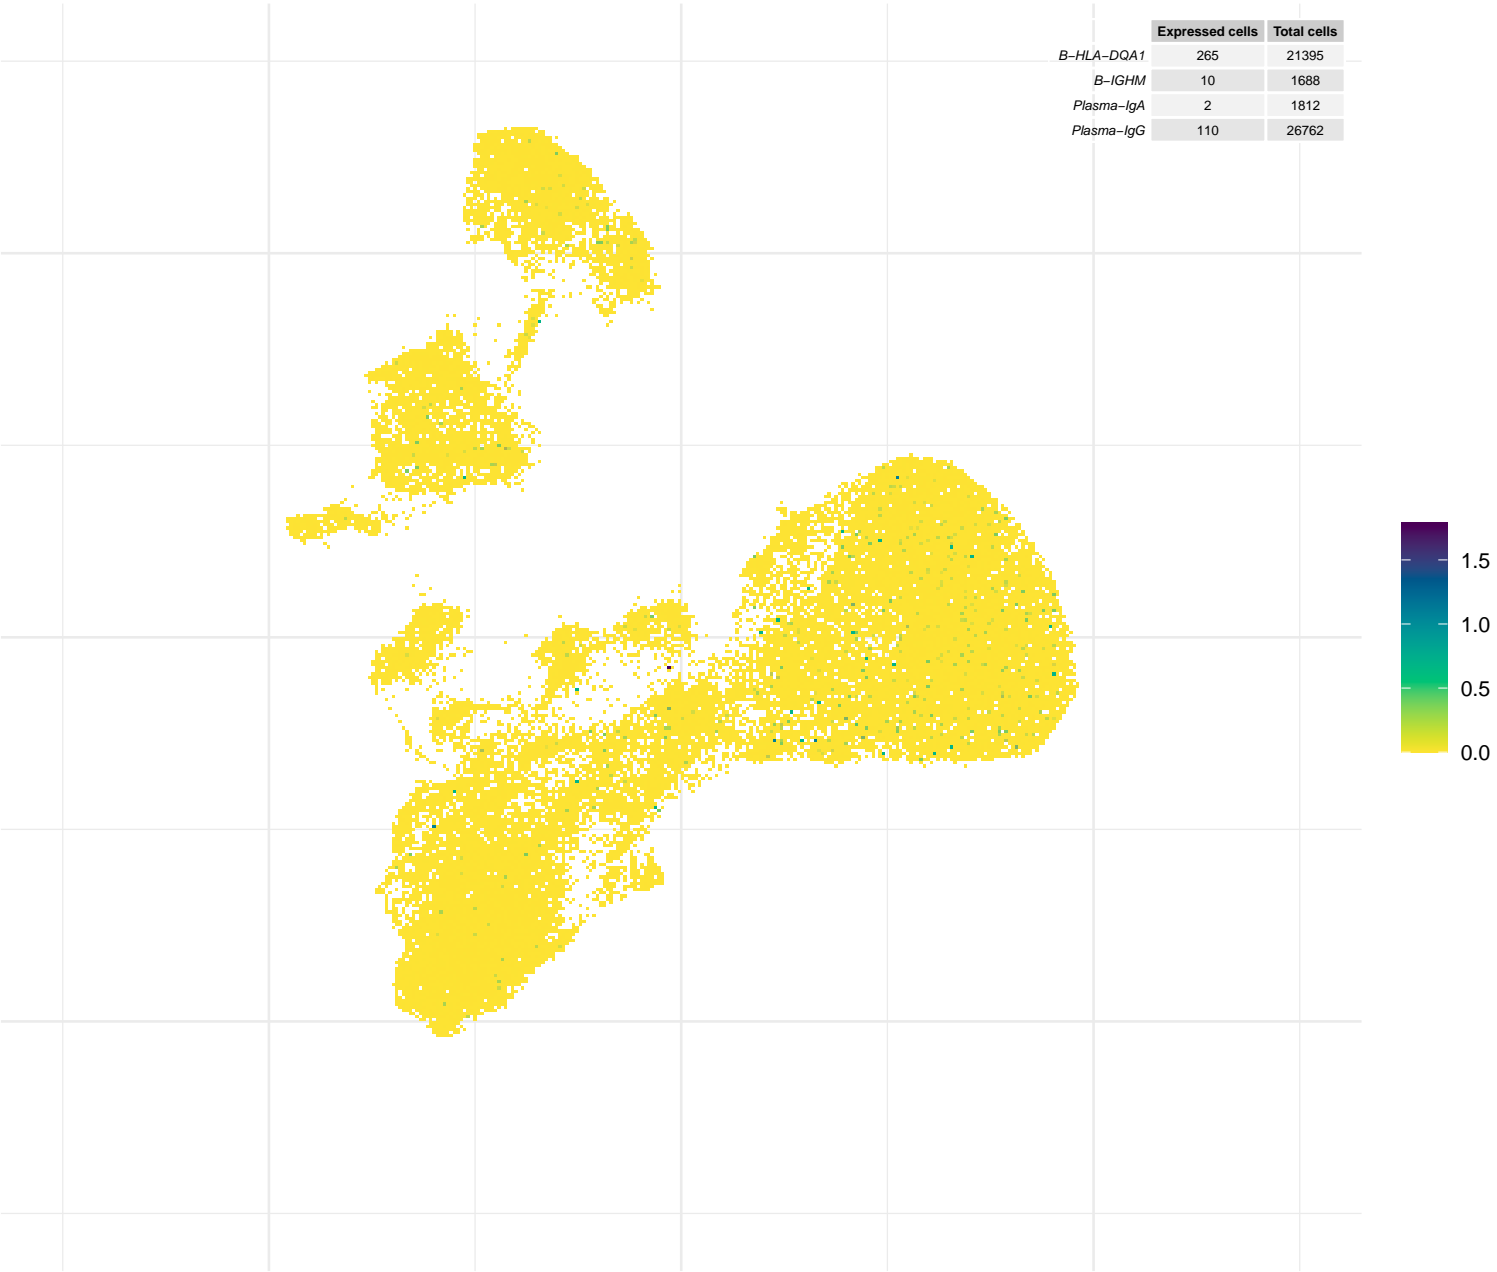 Expressed cells Total cells
B−HLA−DQA1 265 21395
B−IGHM 10 1688
Plasma−IgA 2 1812
Plasma−IgG 110 26762
1.5
1.0
0.5
0.0